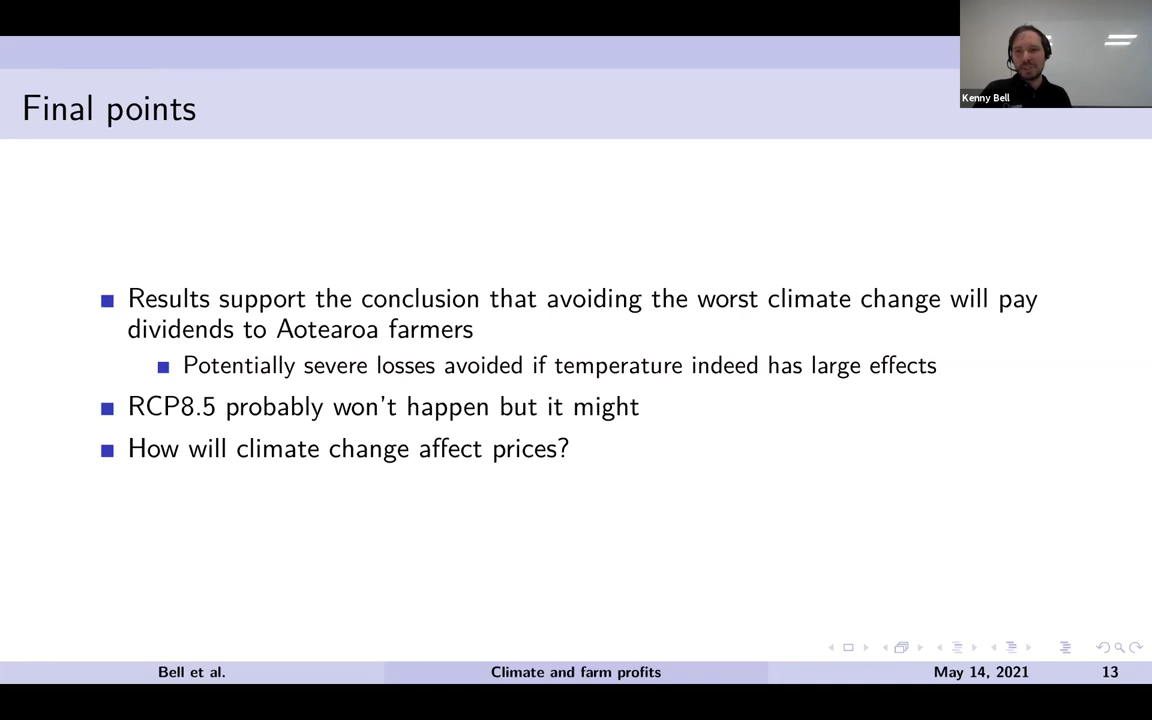 Kenny Bell
Final points
Results support the conclusion that avoiding the worst climate change will pay
dividends to Aotearoa farmers
Potentially severe losses avoided if temperature indeed has large effects
RCP8.5 probably won't happen but it might
How will climate change affect prices?
Bell et al. Climate and farm profits May 14, 2021 13